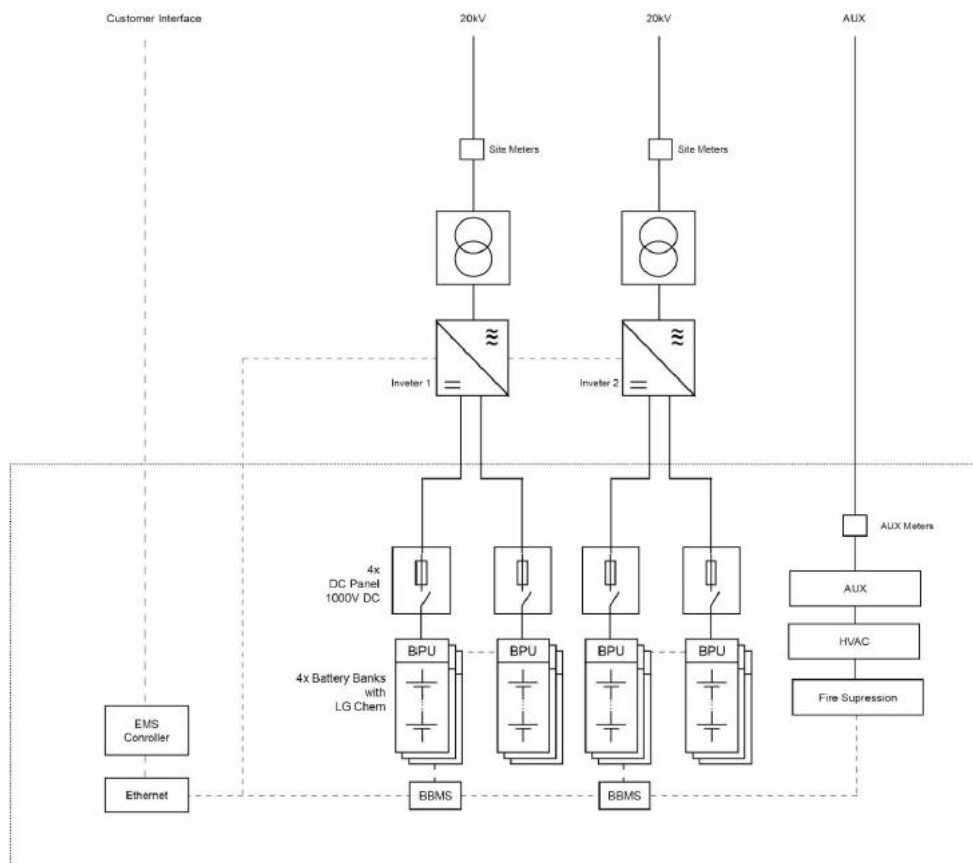 Customer Interface
20kV
20kV
AUX
Site Meters
Site Meters
Inveter 1
Inveter 2
AUX Meters
4x
DC Panel
1000V DC
AUX
BPU
BPU
BPU
BPU
HVAC
4x Battery Banks
with
LG Chem
Fire Supression
EMS
Conroller
Ethernet
BBMS
BBMS